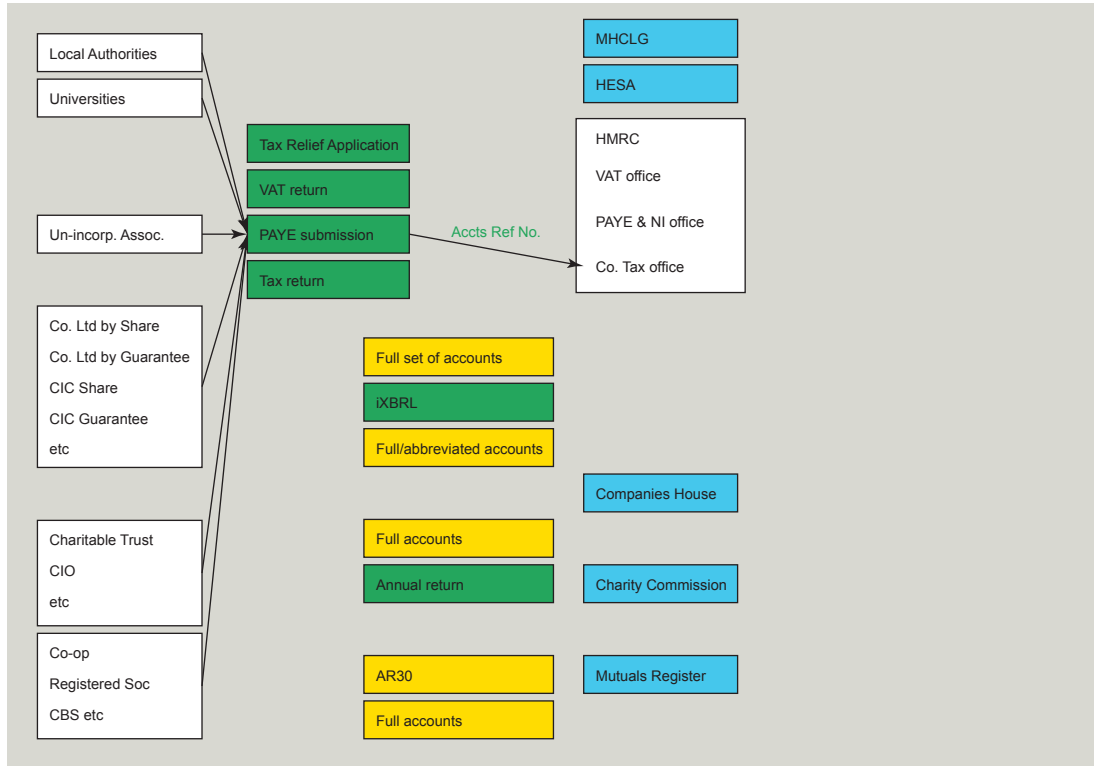 Local Authorities
Universities
Un-incorp. Assoc.
Co. Ltd by Share
Co. Ltd by Guarantee
CIC Share
CIC Guarantee
etc
Charitable Trust
CIO
etc
Co-op
Registered Soc
CBS etc
Tax Relief Application
VAT return
PAYE submission
Tax return
Accts Ref No.
Full set of accounts
iXBRL
Full/abbreviated accounts
Full accounts
Annual return
AR30
Full accounts
MHCLG
HESA
HMRC
VAT office
PAYE & NI office
Co. Tax office
Companies House
Charity Commission
Mutuals Register